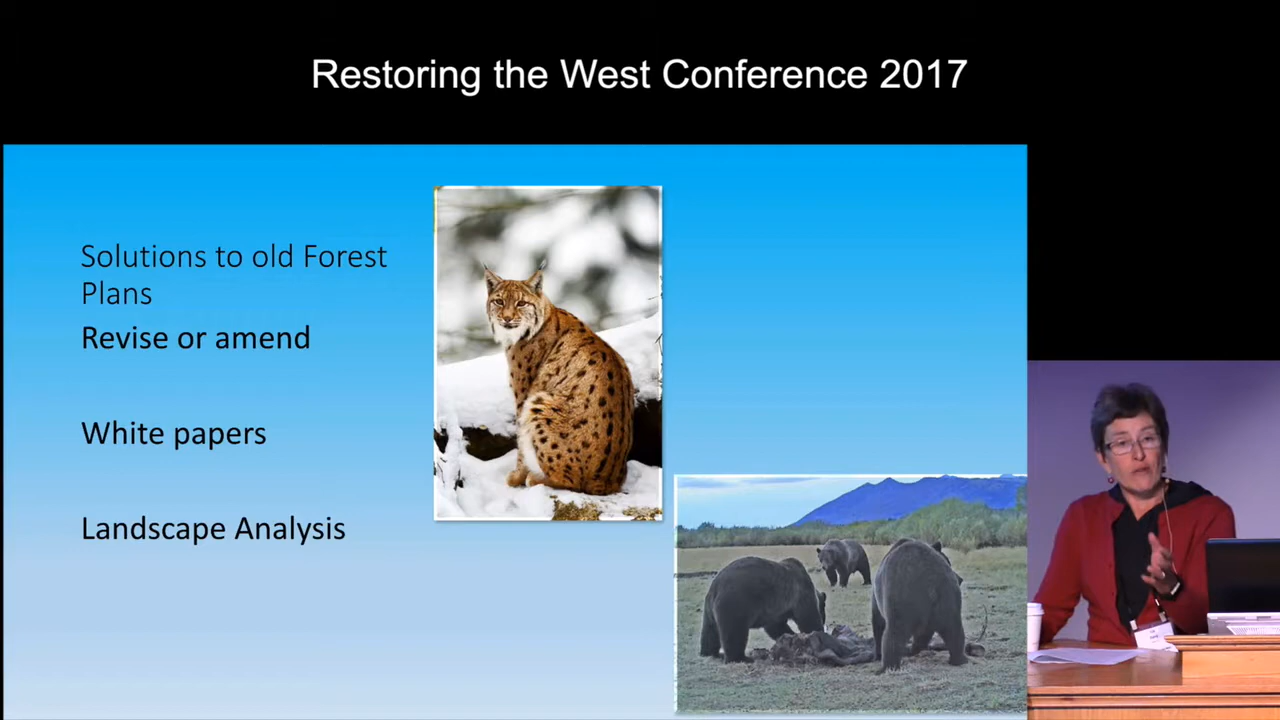 Restoring the West Conference 2017
Solutions to old Forest
Plans
Revise or amend
White papers
Landscape Analysis